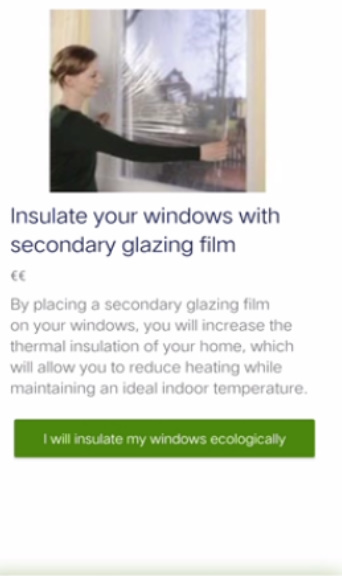 Insulate your windows with
secondary glazing film
€€
By placing a secondary glazing film
on your windows, you will increase the
thermal insulation of your home, which
will allow you to reduce heating while
maintaining an ideal indoor temperature.
I will insulate my windows ecologically